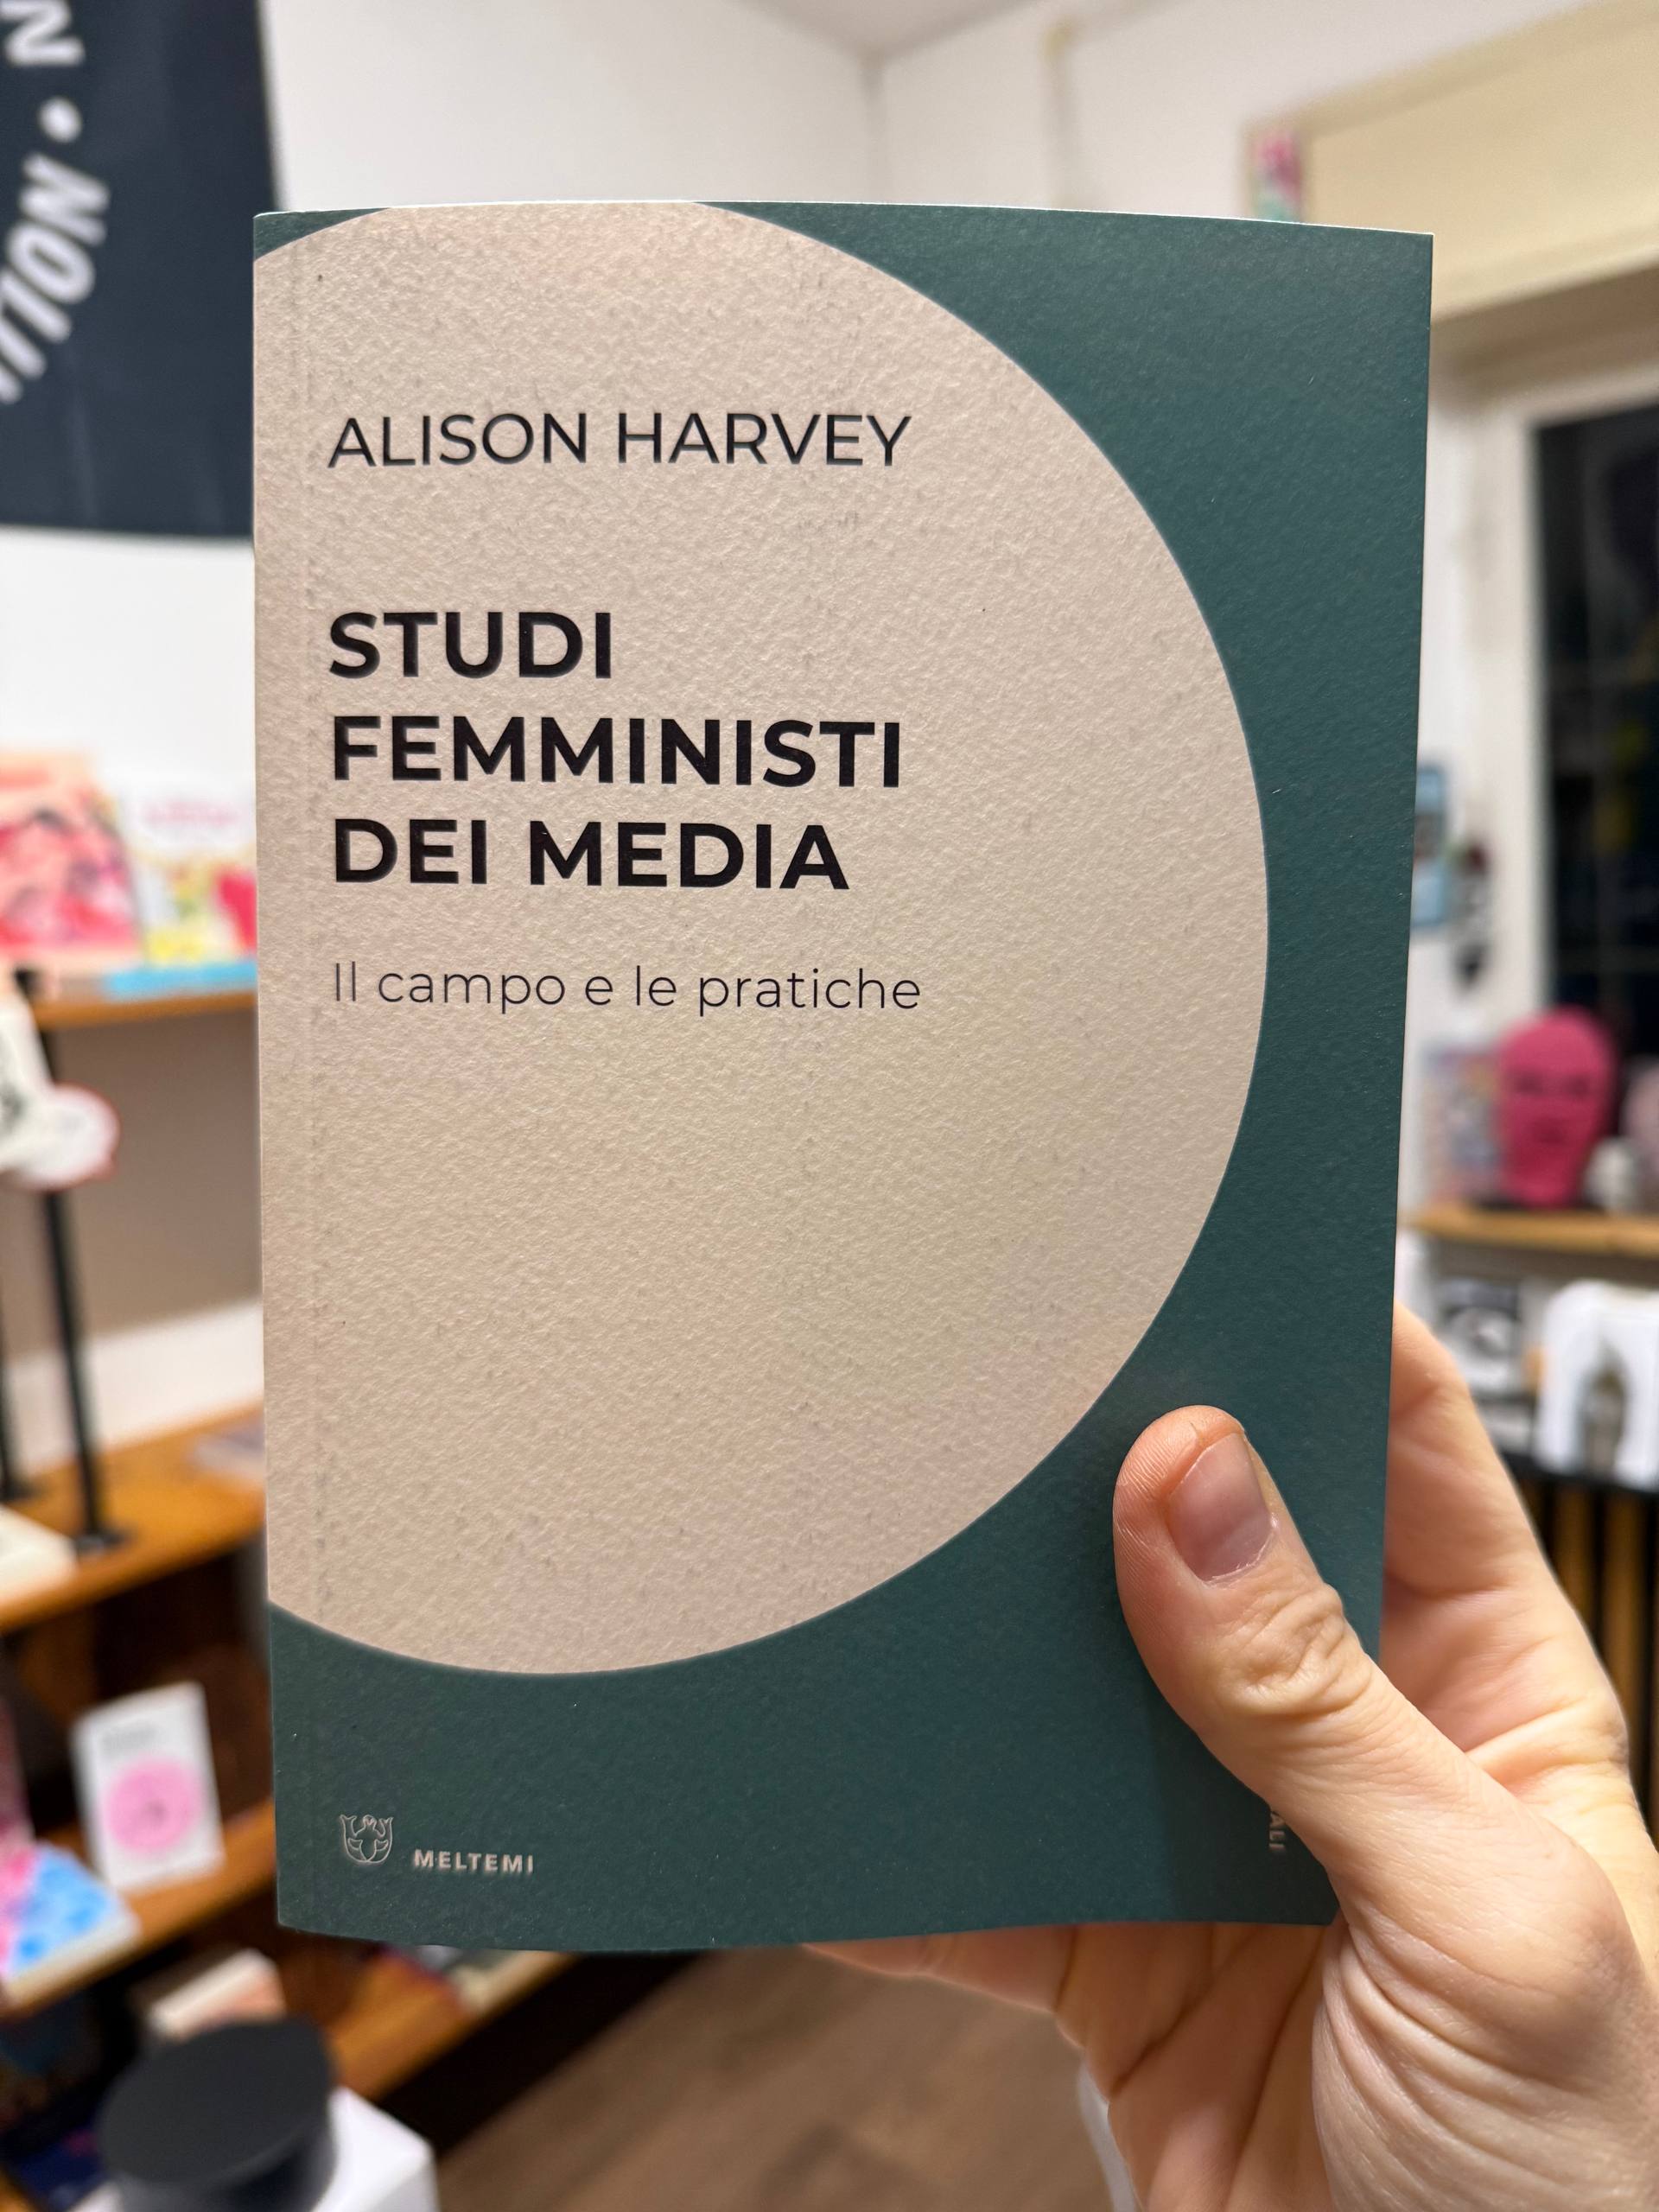 ALISON HARVEY
STUDI
FEMMINISTI
DEI MEDIA
Il campo e le pratiche
MELTEMI